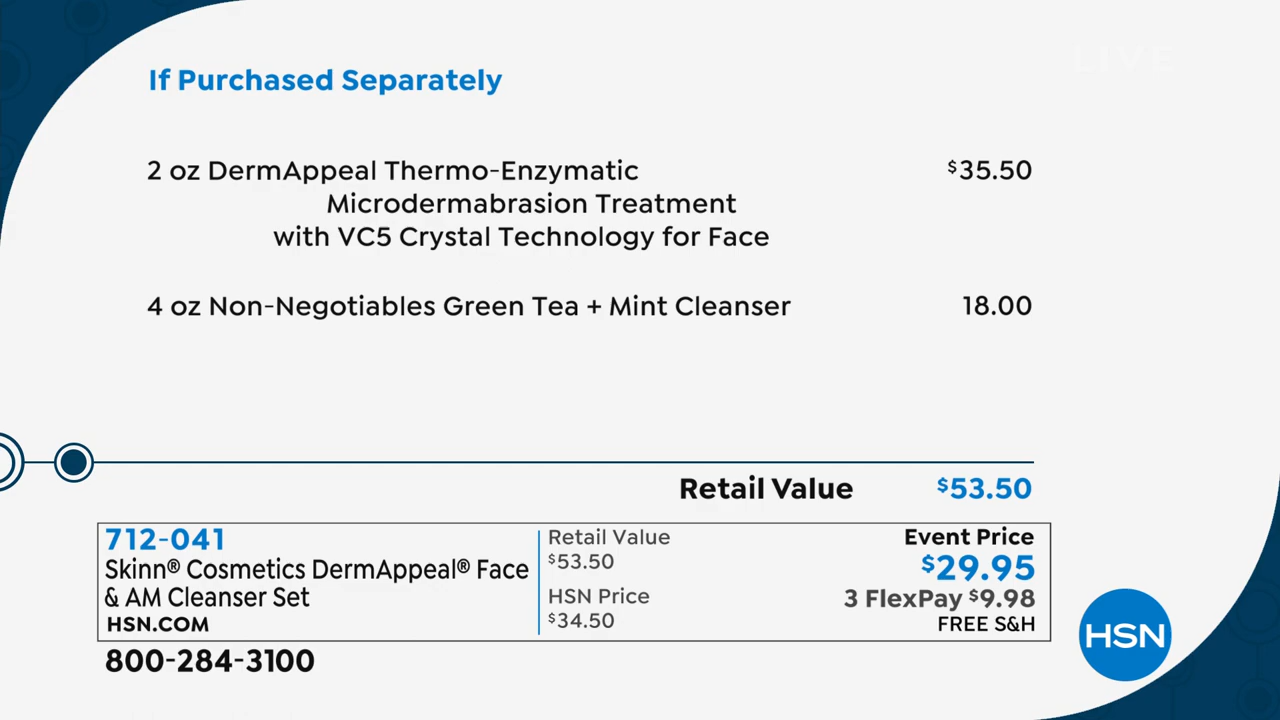 LIVE
If Purchased Separately
2 oz DermAppeal Thermo-Enzymatic $35.50
Microdermabrasion Treatment
with VC5 Crystal Technology for Face
4 oz Non-Negotiables Green Tea + Mint Cleanser 18.00
Retail Value $53.50
712-041
Skinn® Cosmetics DermAppeal® Face
& AM Cleanser Set
HSN.COM
Retail Value
$53.50
HSN Price
$34.50
Event Price
$29.95
3 FlexPay $9.98
FREE S&H
800-284-3100
HSN